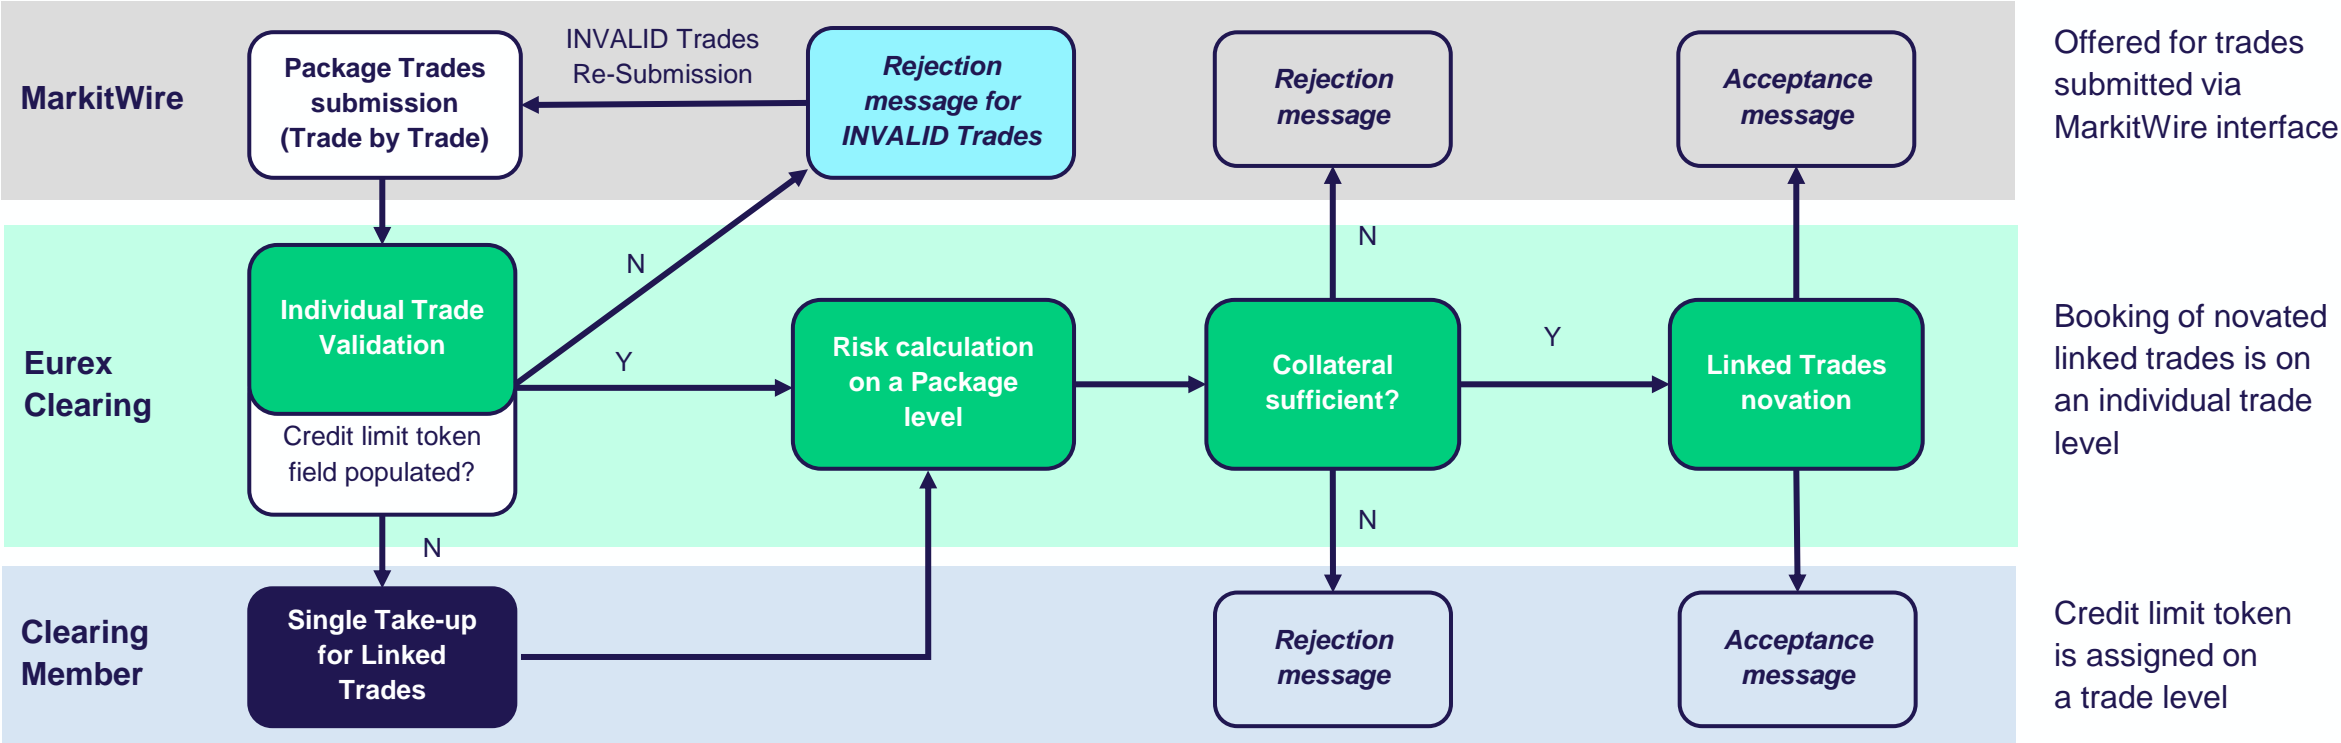 MarkitWire
Package Trades
submission
(Trade by Trade)
INVALID Trades
Re-Submission
Rejection
message for
INVALID Trades
Rejection
message
Acceptance
message
Offered for trades
submitted via
MarkitWire interface
Eurex
Clearing
Individual Trade
Validation
Credit limit token
field populated?
N
Y
Risk calculation
on a Package
level
N
Collateral
sufficient?
N
Y
Linked Trades
novation
Booking of novated
linked trades is on
an individual trade
level
N
Clearing
Member
Single Take-up
for Linked
Trades
Rejection
message
Acceptance
message
Credit limit token
is assigned on
a trade level